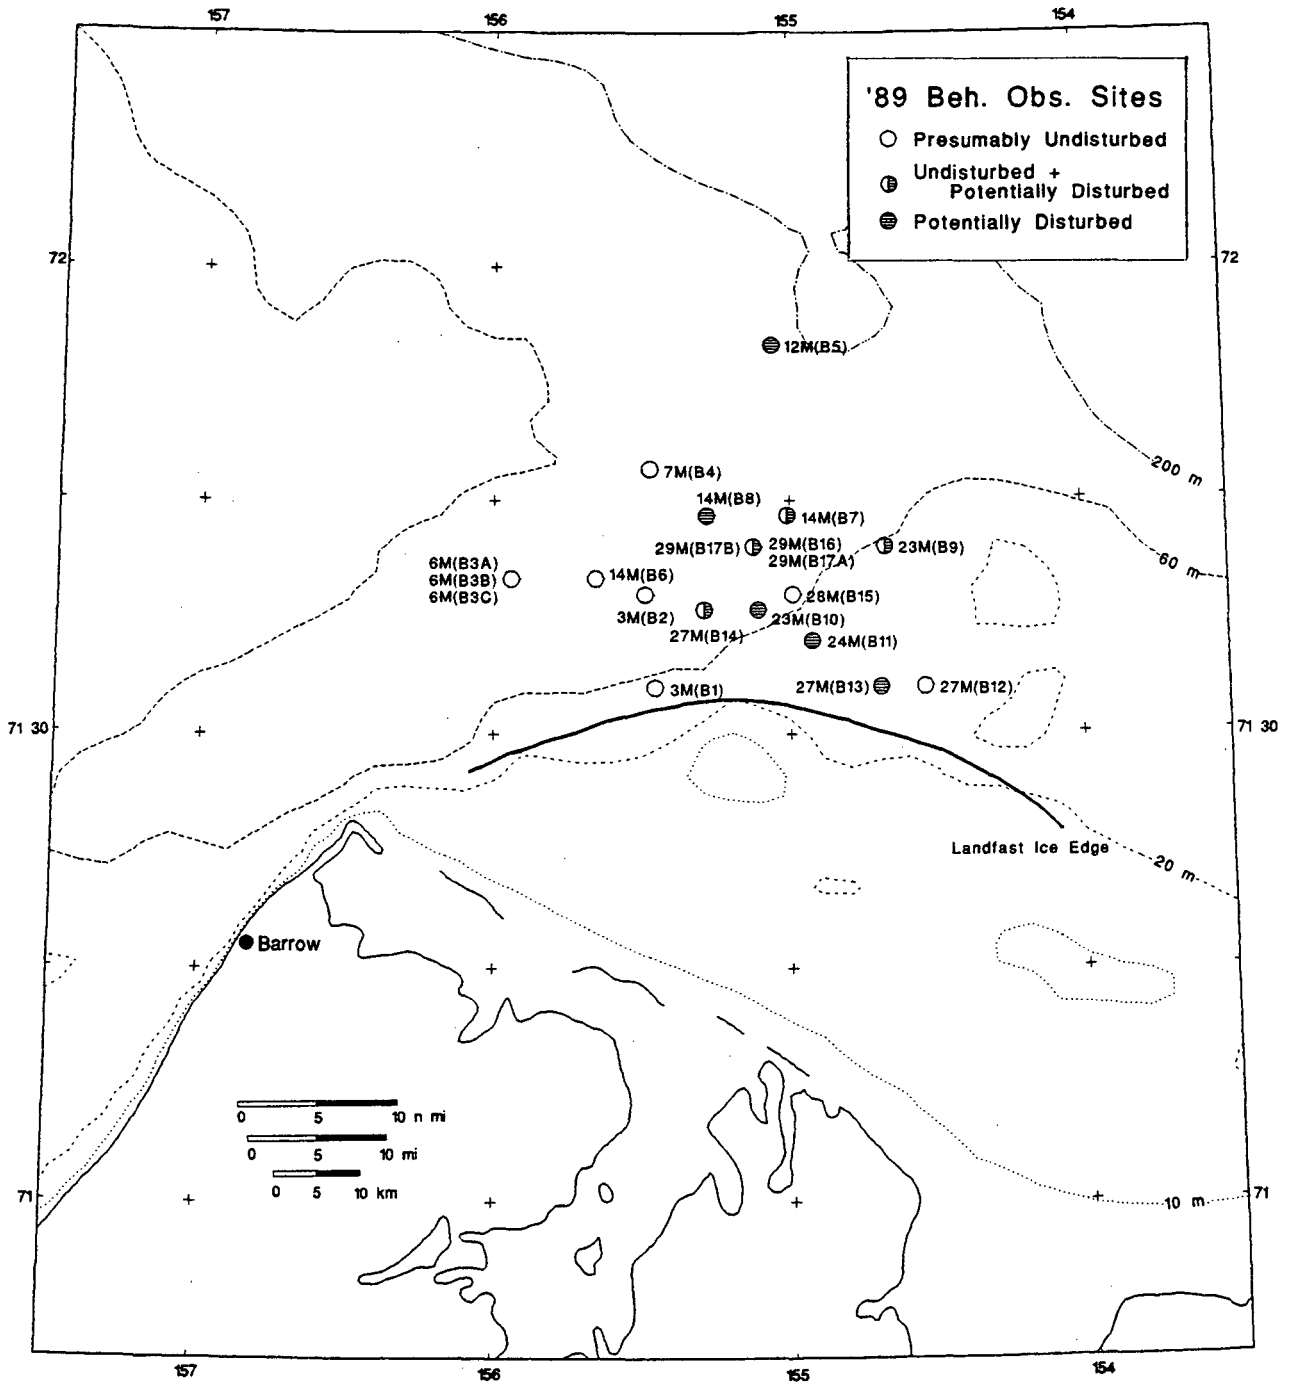 157
156
155
154
'89 Beh. Obs. Sites
Presumably Undisturbed
Undisturbed +
Potentially Disturbed
Potentially Disturbed
72
72
12M(B5)
200 m
7M(B4)
14M(B8)
14M(B7)
29M(B17B)
29M(B16)
29M(B17A)
23M(B9)
60 m
6M(B3A)
6M(B3B)
6M(B3C)
14M(B6)
3M(B2)
28M(B15)
23M(B10)
27M(B14)
24M(B11)
3M(B1)
27M(B13)
27M(B12)
71 30
71 30
Landfast Ice Edge
20 m
Barrow
0 5 10 n mi
0 5 10 mi
0 5 10 km
71
10 m
71
157
156
155
154